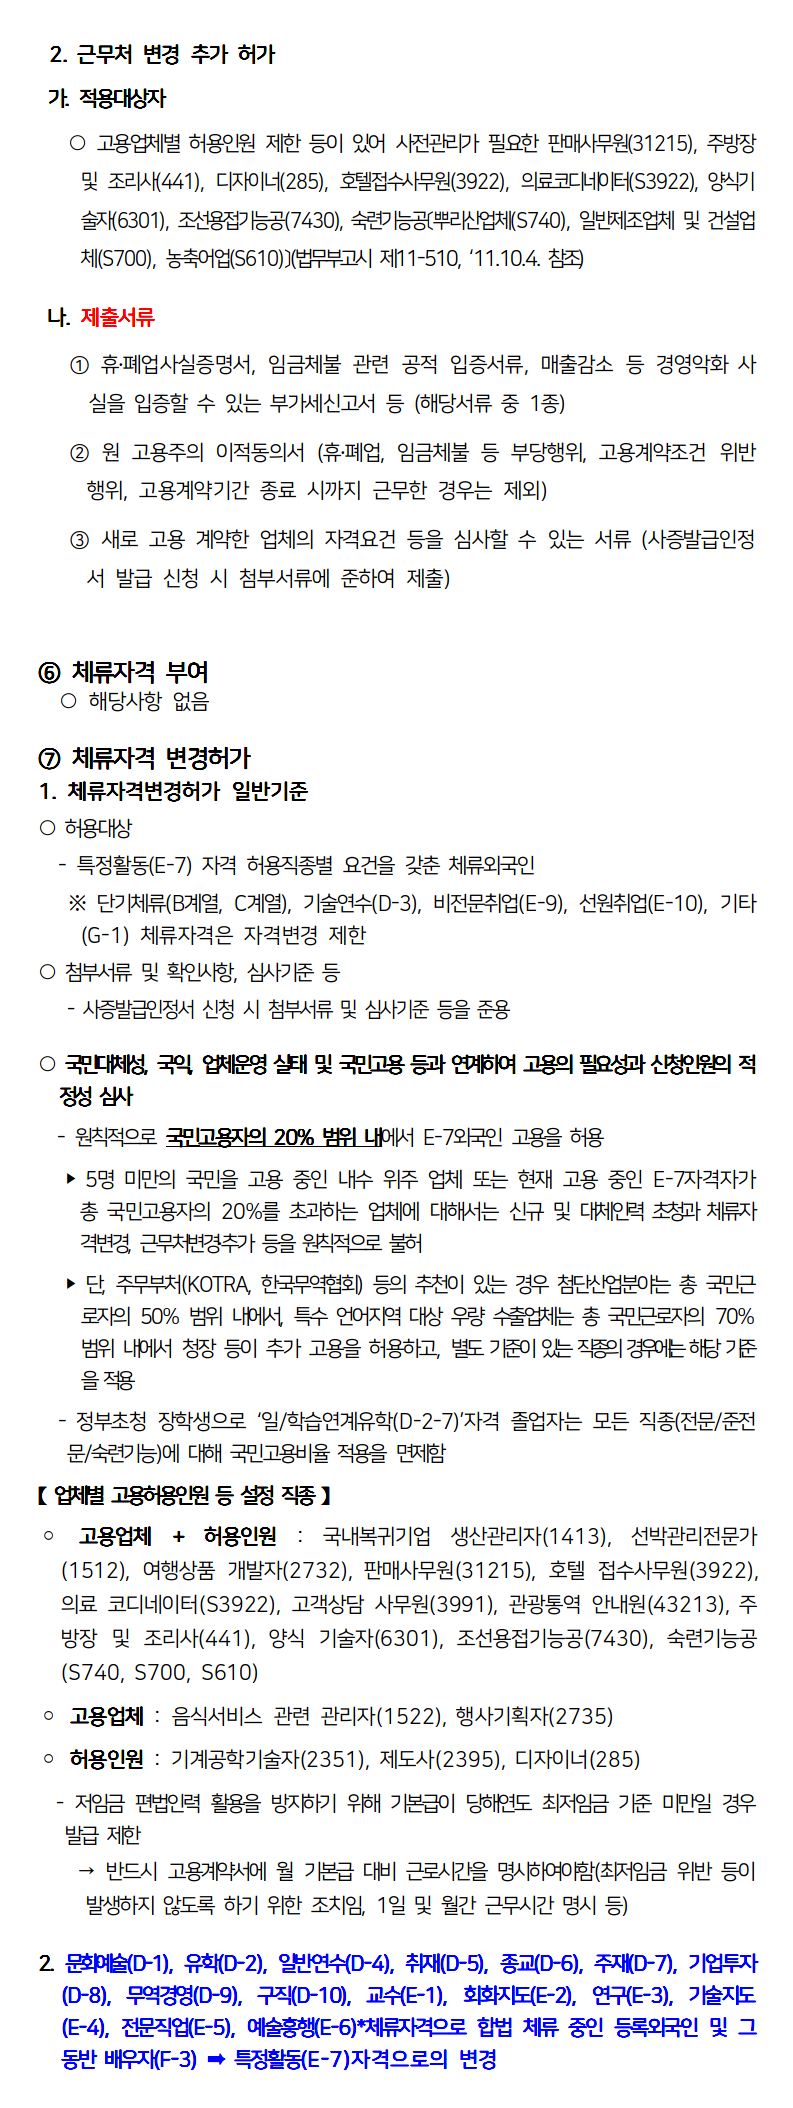 2. 근무처 변경 추가 허가
가. 적용대상자
○ 고용업체별 허용인원 제한 등이 있어 사전관리가 필요한 판매사무원(31215), 주방장
및 조리사(441), 디자이너(285), 호텔접수사무원(3922), 의료코디네이터(S3922), 양식기
술자(6301), 조선용접기능공(7430), 숙련기능공〔뿌리산업체(S740), 일반제조업체 및 건설업
체(S700), 농축어업(S610)〕(법무부고시 제11-510, ‘11.10.4. 참조)
나. 제출서류
① 휴·폐업사실증명서, 임금체불 관련 공적 입증서류, 매출감소 등 경영악화 사
실을 입증할 수 있는 부가세신고서 등 (해당서류 중 1종)
② 원 고용주의 이적동의서 (휴·폐업, 임금체불 등 부당행위, 고용계약조건 위반
행위, 고용계약기간 종료 시까지 근무한 경우는 제외)
③ 새로 고용 계약한 업체의 자격요건 등을 심사할 수 있는 서류 (사증발급인정
서 발급 신청 시 첨부서류에 준하여 제출)
⑥ 체류자격 부여
○ 해당사항 없음
⑦ 체류자격 변경허가
1. 체류자격변경허가 일반기준
○ 허용대상
- 특정활동(E-7) 자격 허용직종별 요건을 갖춘 체류외국인
※ 단기체류(B계열, C계열), 기술연수(D-3), 비전문취업(E-9), 선원취업(E-10), 기타
(G-1) 체류자격은 자격변경 제한
○ 첨부서류 및 확인사항, 심사기준 등
- 사증발급인정서 신청 시 첨부서류 및 심사기준 등을 준용
○ 국민대체성, 국익, 업체운영 실태 및 국민고용 등과 연계하여 고용의 필요성과 신청인원의 적
정성 심사
- 원칙적으로 국민고용자의 20% 범위 내에서 E-7외국인 고용을 허용
▶ 5명 미만의 국민을 고용 중인 내수 위주 업체 또는 현재 고용 중인 E-7자격자가
총 국민고용자의 20%를 초과하는 업체에 대해서는 신규 및 대체인력 초청과 체류자
격변경, 근무처변경·추가 등을 원칙적으로 불허
▶ 단, 주무부처(KOTRA, 한국무역협회) 등의 추천이 있는 경우 첨단산업분야는 총 국민근
로자의 50% 범위 내에서, 특수 언어지역 대상 우량 수출업체는 총 국민근로자의 70%
범위 내에서 청장 등이 추가 고용을 허용하고, 별도 기준이 있는 직종의 경우에는 해당 기준
을 적용
- 정부초청 장학생으로 ‘일/학습연계유학(D-2-7)’자격 졸업자는 모든 직종(전문/준전
문/숙련기능)에 대해 국민고용비율 적용을 면제함
【 업체별 고용허용인원 등 설정 직종 】
○ 고용업체 + 허용인원 : 국내복귀기업 생산관리자(1413), 선박관리전문가
(1512), 여행상품 개발자(2732), 판매사무원(31215), 호텔 접수사무원(3922),
의료 코디네이터(S3922), 고객상담 사무원(3991), 관광통역 안내원(43213), 주
방장 및 조리사(441), 양식 기술자(6301), 조선용접기능공(7430), 숙련기능공
(S740, S700, S610)
○ 고용업체 : 음식서비스 관련 관리자(1522), 행사기획자(2735)
○ 허용인원 : 기계공학기술자(2351), 제도사(2395), 디자이너(285)
- 저임금 편법인력 활용을 방지하기 위해 기본급이 당해연도 최저임금 기준 미만일 경우
발급 제한
→ 반드시 고용계약서에 월 기본급 대비 근로시간을 명시하여야함(최저임금 위반 등이
발생하지 않도록 하기 위한 조치임, 1일 및 월간 근무시간 명시 등)
2. 문화예술(D-1), 유학(D-2), 일반연수(D-4), 취재(D-5), 종교(D-6), 주재(D-7), 기업투자
(D-8), 무역경영(D-9), 구직(D-10), 교수(E-1), 회화지도(E-2), 연구(E-3), 기술지도
(E-4), 전문직업(E-5), 예술흥행(E-6)*체류자격으로 합법 체류 중인 등록외국인 및 그
동반 배우자(F-3) ➡ 특정활동(E-7)자격으로의 변경